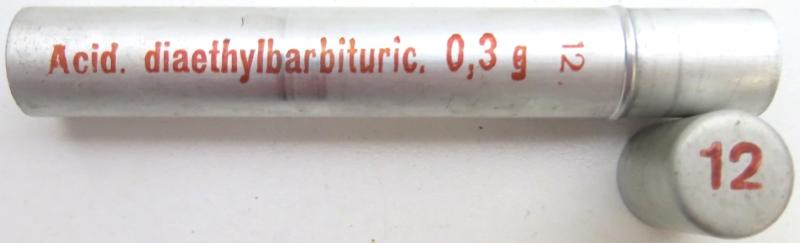 Acid. diaethylbarbituric. 0,3 g
12.
12